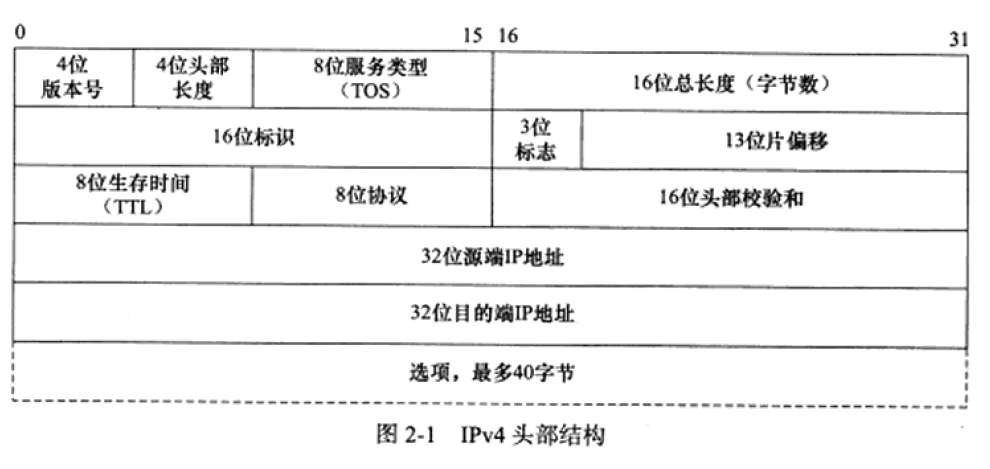 0 15 16 31
4位
版本号
4位头部
长度
8位服务类型
（TOS）
16位总长度（字节数）
16位标识
3位
标志
13位片偏移
8位生存时间
（TTL）
8位协议
16位头部校验和
32位源端IP地址
32位目的端IP地址
选项，最多40字节
图 2-1 IPv4 头部结构